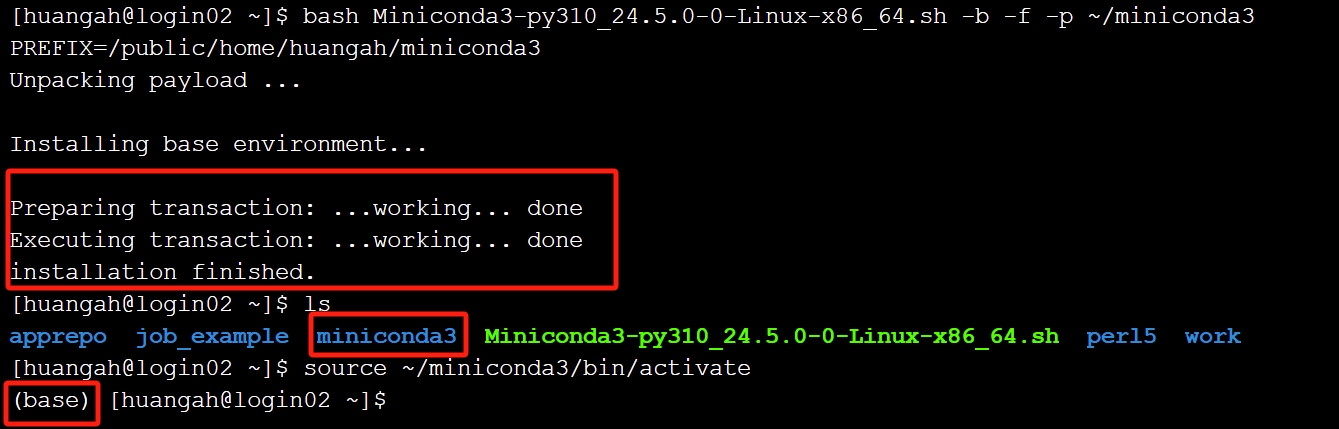 [huangah@login02 ~]$ bash Miniconda3-py310_24.5.0-0-Linux-x86_64.sh -b -f -p ~/miniconda3
PREFIX=/public/home/huangah/miniconda3
Unpacking payload ...
Installing base environment...
Preparing transaction: ...working... done
Executing transaction: ...working... done
installation finished.
[huangah@login02 ~]$ ls
apprepo job_example miniconda3 Miniconda3-py310_24.5.0-0-Linux-x86_64.sh perl5 work
[huangah@login02 ~]$ source ~/miniconda3/bin/activate
(base) [huangah@login02 ~]$